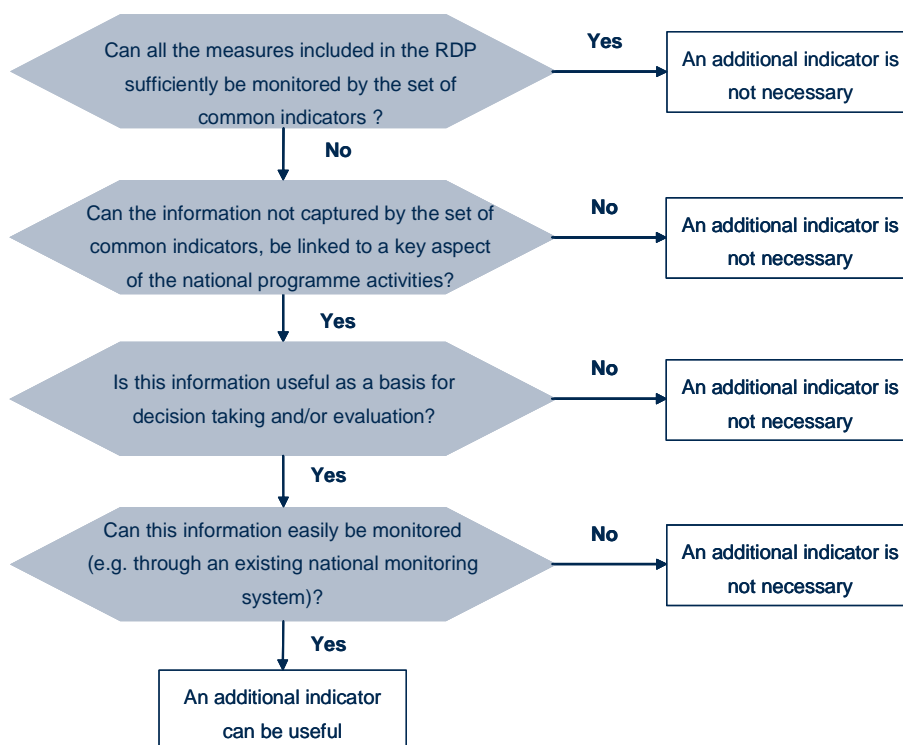 Can all the measures included in the RDP
sufficiently be monitored by the set of
common indicators ?
Yes
An additional indicator is
not necessary
No
Can the information not captured by the set of
common indicators, be linked to a key aspect
of the national programme activities?
No
An additional indicator is
not necessary
Yes
Is this information useful as a basis for
decision taking and/or evaluation?
No
An additional indicator is
not necessary
Yes
Can this information easily be monitored
(e.g. through an existing national monitoring
system)?
No
An additional indicator is
not necessary
Yes
An additional indicator
can be useful